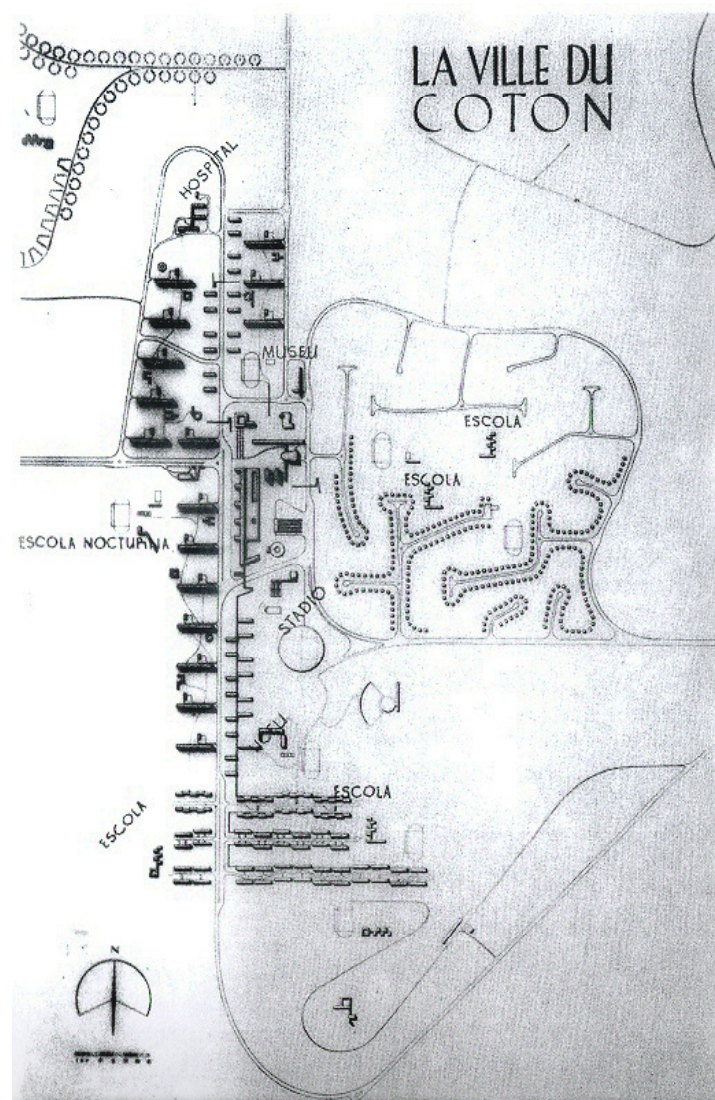 LA VILLE DU
COTON
HOSPITAL
MUSEU
ESCOLA
ESCOLA
ESCOLA NOCTURNA
STADIO
ESCOLA
ESCOLA
N